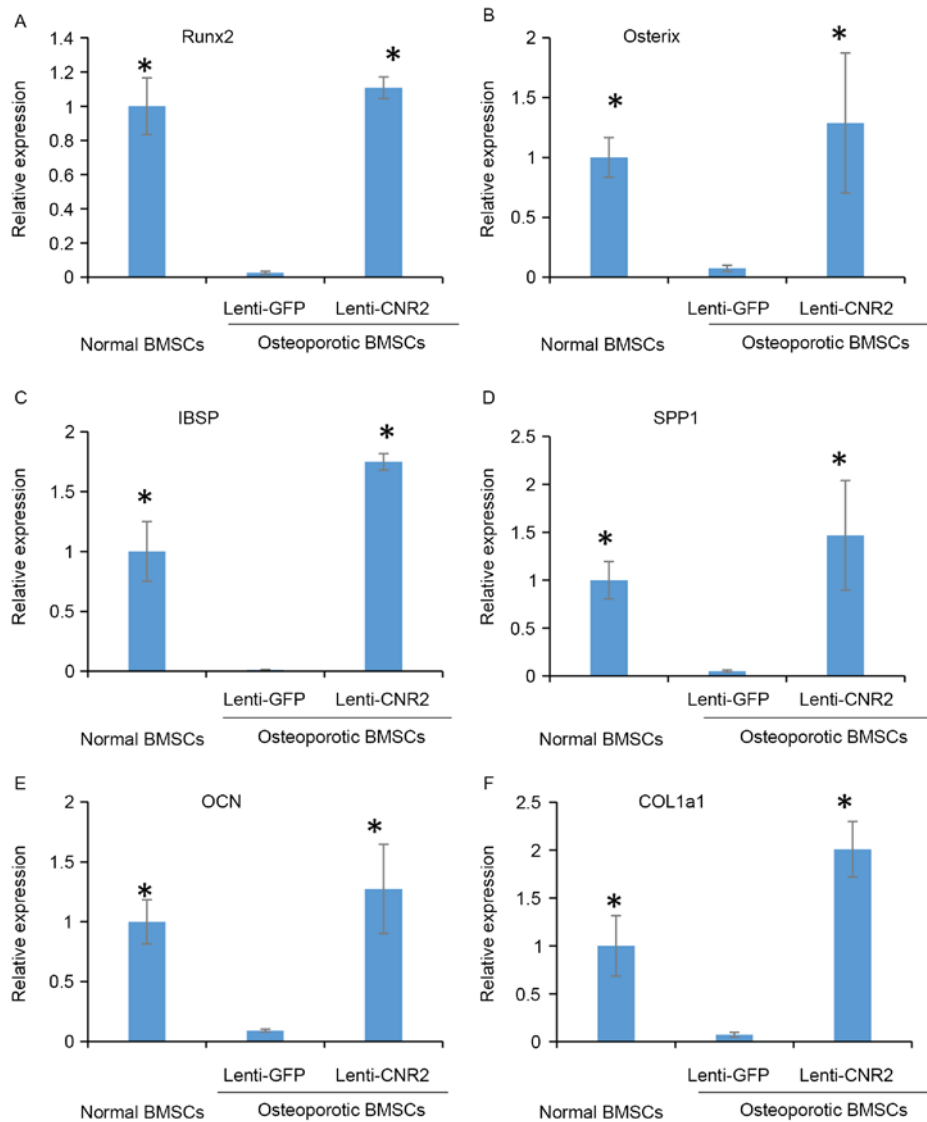 A
Runx2
Relative expression
1.4
1.2
1
0.8
0.6
0.4
0.2
0
*
*
Lenti-GFP Lenti-CNR2
Normal BMSCs Osteoporotic BMSCs
B
Osterix
Relative expression
2
1.5
1
0.5
0
*
*
Lenti-GFP Lenti-CNR2
Normal BMSCs Osteoporotic BMSCs
C
IBSP
Relative expression
2
1.5
1
0.5
0
*
*
Lenti-GFP Lenti-CNR2
Normal BMSCs Osteoporotic BMSCs
D
SPP1
Relative expression
2.5
2
1.5
1
0.5
0
*
*
Lenti-GFP Lenti-CNR2
Normal BMSCs Osteoporotic BMSCs
E
OCN
Relative expression
2
1.5
1
0.5
0
*
*
Lenti-GFP Lenti-CNR2
Normal BMSCs Osteoporotic BMSCs
F
COL1a1
Relative expression
2.5
2
1.5
1
0.5
0
*
*
Lenti-GFP Lenti-CNR2
Normal BMSCs Osteoporotic BMSCs